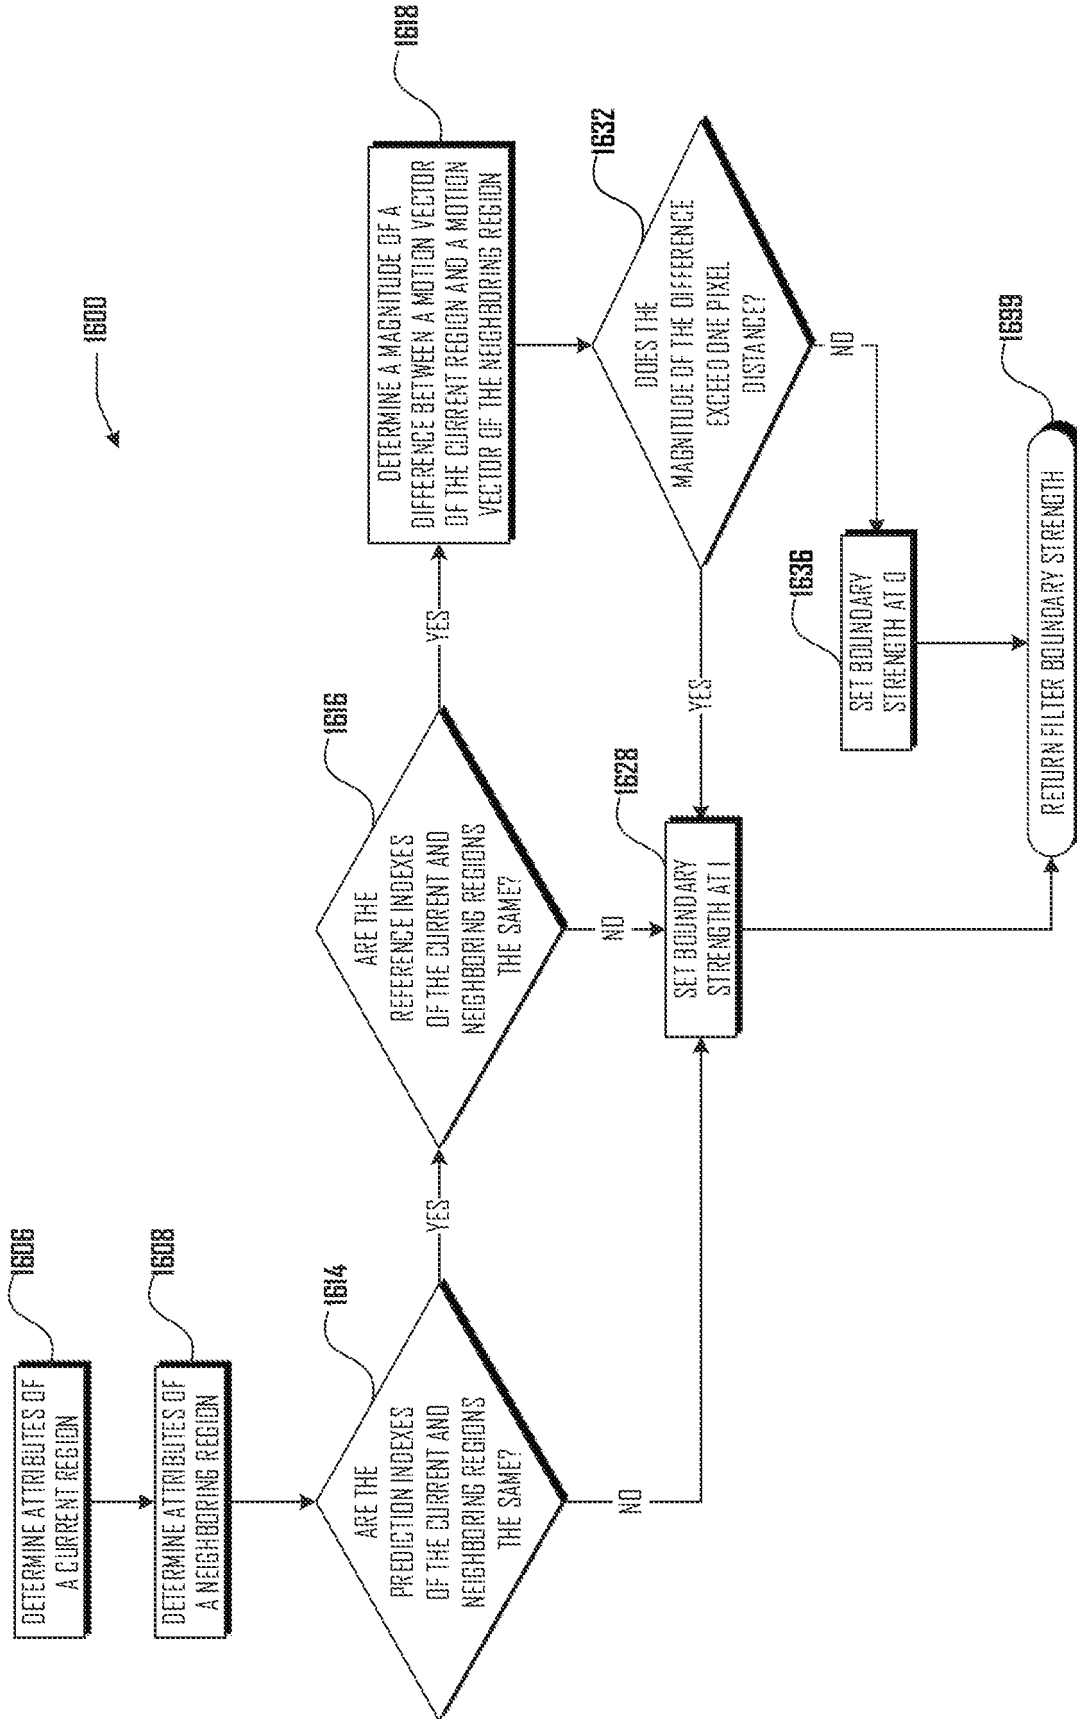 1600
1606
DETERMINE ATTRIBUTES OF
A CURRENT REGION
1608
DETERMINE ATTRIBUTES OF
A NEIGHBORING REGION
1614
ARE THE
PREDICTION INDEXES
OF THE CURRENT AND
NEIGHBORING REGIONS
THE SAME?
YES
NO
1616
ARE THE
REFERENCE INDEXES
OF THE CURRENT AND
NEIGHBORING REGIONS
THE SAME?
YES
NO
1618
DETERMINE A MAGNITUDE OF A
DIFFERENCE BETWEEN A MOTION VECTOR
OF THE CURRENT REGION AND A MOTION
VECTOR OF THE NEIGHBORING REGION
1632
DOES THE
MAGNITUDE OF THE DIFFERENCE
EXCEED ONE PIXEL
DISTANCE?
YES
NO
1628
SET BOUNDARY
STRENGTH AT 1
1636
SET BOUNDARY
STRENGTH AT 0
1699
RETURN FILTER BOUNDARY STRENGTH